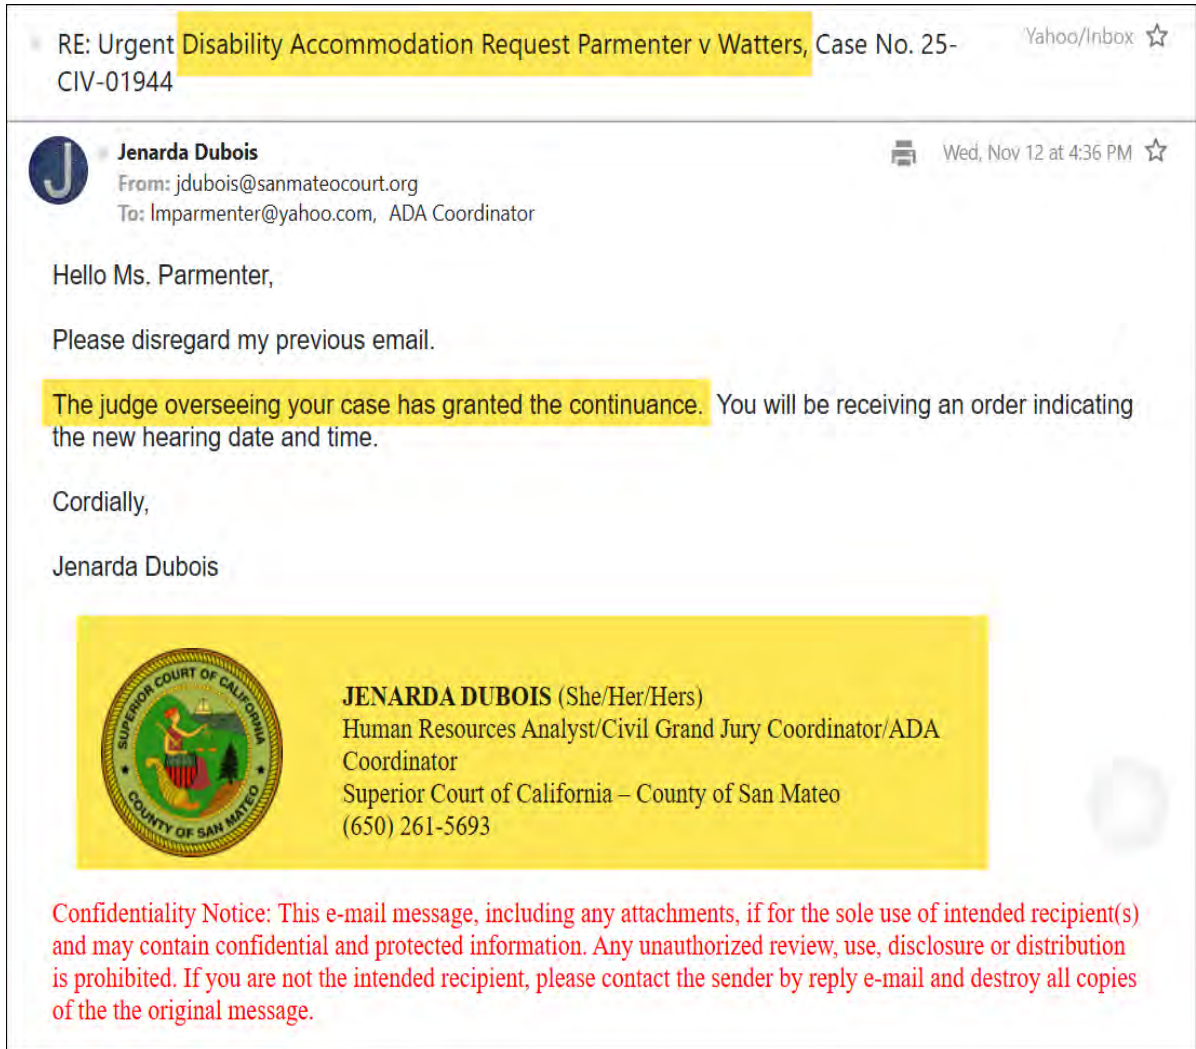 RE: Urgent Disability Accommodation Request Parmenter v Watters, Case No. 25-
CIV-01944
Yahoo/Inbox
J
Jenarda Dubois
Wed, Nov 12 at 4:36 PM
From: jdubois@sanmateocourt.org
To: lmparmenter@yahoo.com, ADA Coordinator
Hello Ms. Parmenter,
Please disregard my previous email.
The judge overseeing your case has granted the continuance. You will be receiving an order indicating
the new hearing date and time.
Cordially,
Jenarda Dubois
SUPERIOR COURT OF CALIFORNIA
COUNTY OF SAN MATEO
JENARDA DUBOIS (She/Her/Hers)
Human Resources Analyst/Civil Grand Jury Coordinator/ADA
Coordinator
Superior Court of California – County of San Mateo
(650) 261-5693
Confidentiality Notice: This e-mail message, including any attachments, if for the sole use of intended recipient(s)
and may contain confidential and protected information. Any unauthorized review, use, disclosure or distribution
is prohibited. If you are not the intended recipient, please contact the sender by reply e-mail and destroy all copies
of the the original message.